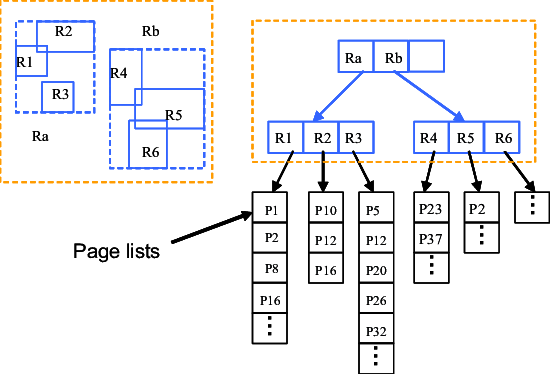 R2
Rb
R1
R4
R3
R5
R6
Ra
Ra Rb
R1 R2 R3
R4 R5 R6
Page lists
P1
P2
P8
P16
⋮
P10
P12
P16
P5
P12
P20
P26
P32
⋮
P23
P37
⋮
P2
⋮
⋮